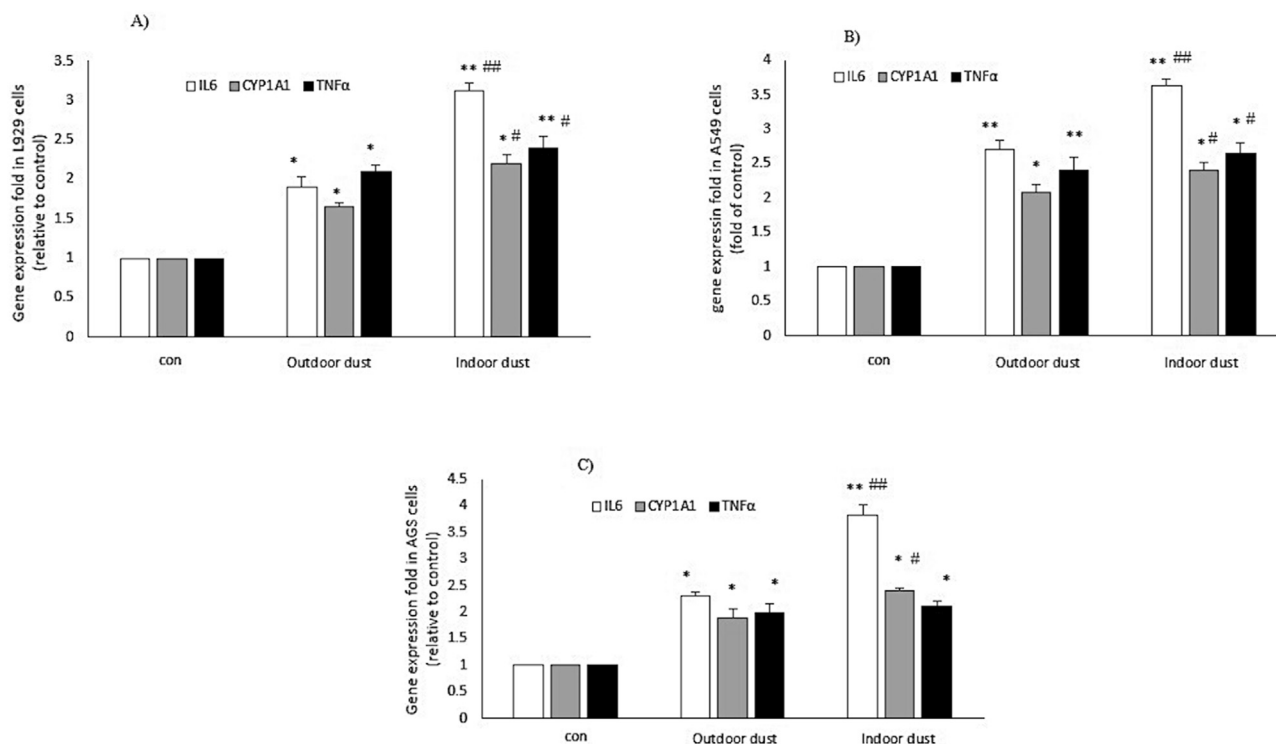 A)
Gene expression fold in L929 cells
(relative to control)
3.5
3
2.5
2
1.5
1
0.5
0
IL6 CYP1A1 TNFα
* * *
** ## * # ** #
con Outdoor dust Indoor dust
B)
gene expressin fold in A549 cells
(fold of control)
4
3.5
3
2.5
2
1.5
1
0.5
0
IL6 CYP1A1 TNFα
** * **
** ## * # * #
con Outdoor dust Indoor dust
C)
Gene expression fold in AGS cells
(relative to control)
4.5
4
3.5
3
2.5
2
1.5
1
0.5
0
IL6 CYP1A1 TNFα
* * *
** ## * # *
con Outdoor dust Indoor dust